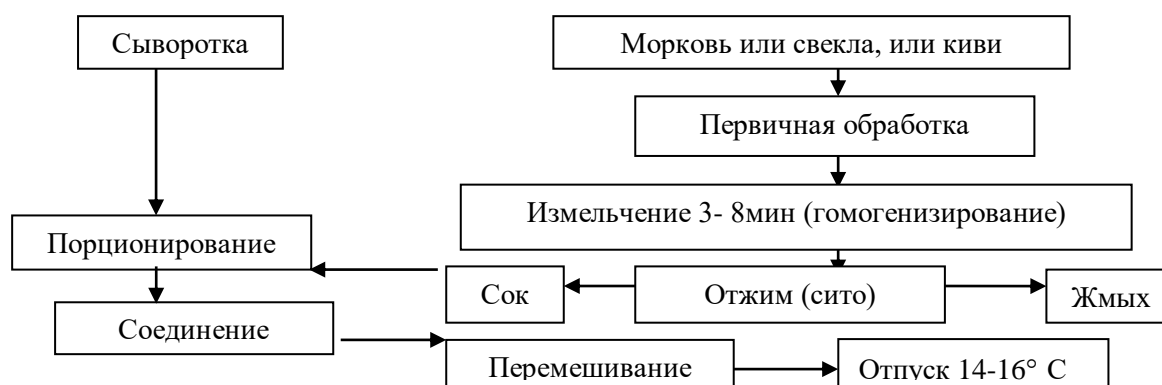 Сыворотка
Морковь или свекла, или киви
Первичная обработка
Измельчение 3- 8мин (гомогенизирование)
Порционирование
Сок
Отжим (сито)
Жмых
Соединение
Перемешивание
Отпуск 14-16° С